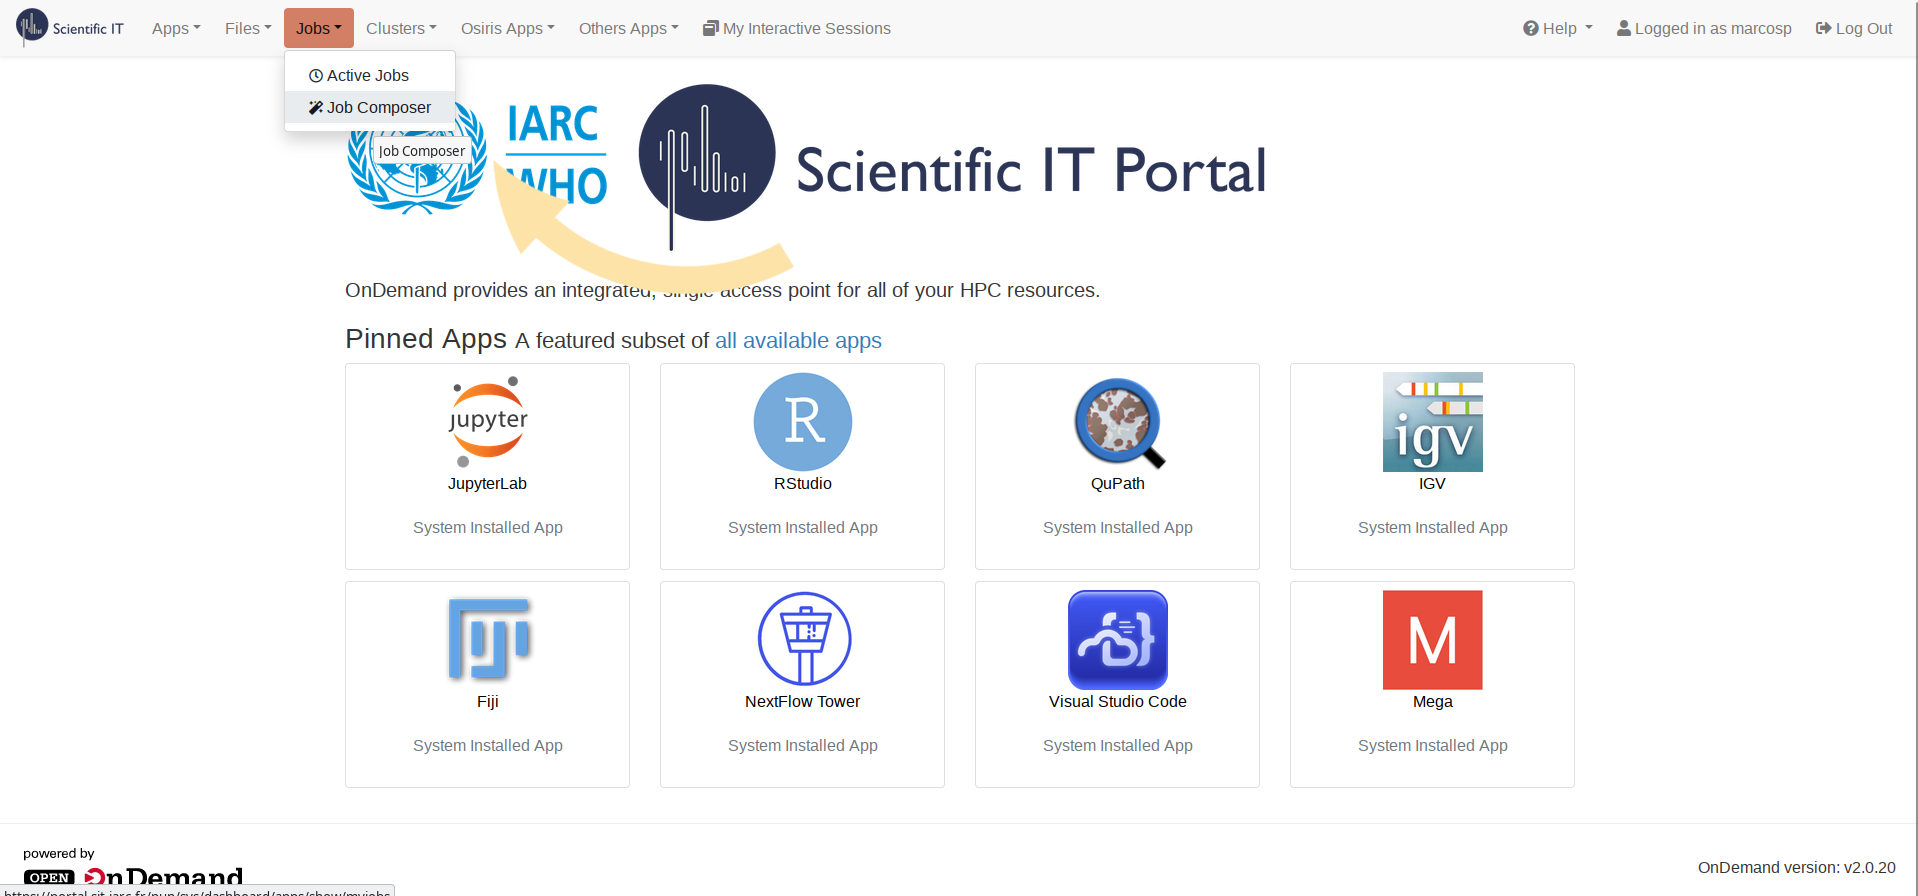 Scientific IT Apps Files Jobs Clusters Osiris Apps Others Apps My Interactive Sessions Help Logged in as marcosp Log Out
Active Jobs
Job Composer
Job Composer
IARC
WHO
Scientific IT Portal
OnDemand provides an integrated, single access point for all of your HPC resources.
Pinned Apps A featured subset of all available apps
jupyter
JupyterLab
System Installed App
R
RStudio
System Installed App
QuPath
System Installed App
igv
IGV
System Installed App
Fiji
System Installed App
NextFlow Tower
System Installed App
Visual Studio Code
System Installed App
M
Mega
System Installed App
powered by
OPEN OnDemand
OnDemand version: v2.0.20
https://portal.sit.iarc.fr/pun/sys/dashboard/apps/show/myjobs